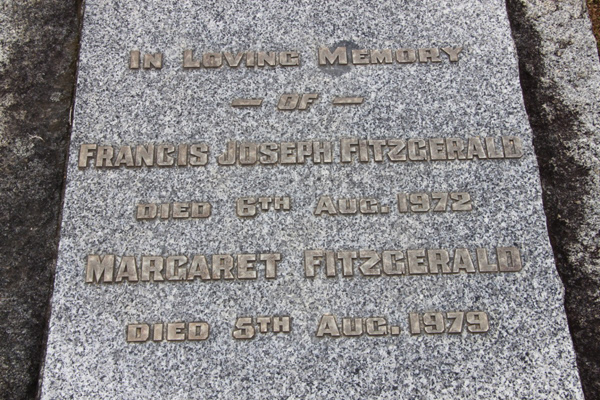 In Loving Memory
— OF —
Francis Joseph Fitzgerald
Died 6th Aug. 1972
Margaret Fitzgerald
Died 5th Aug. 1979